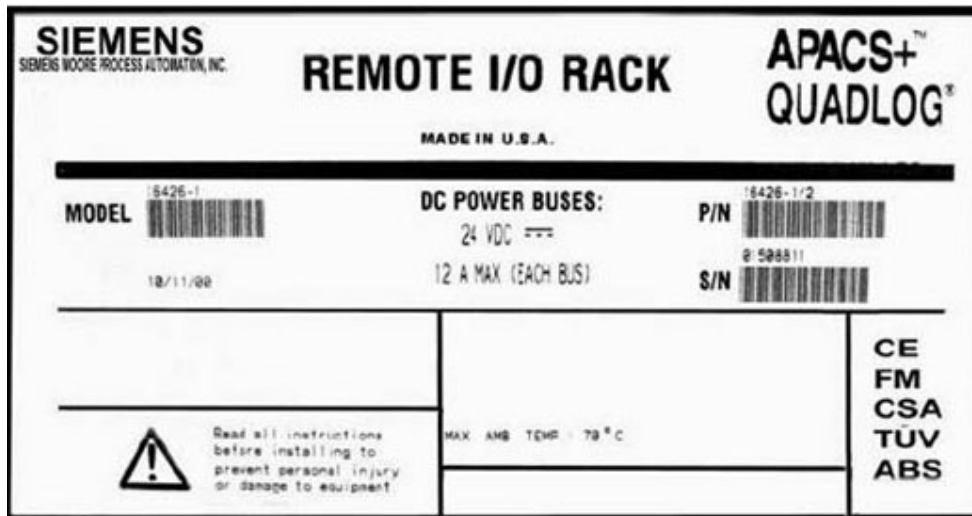 SIEMENS
SIEMENS MOORE PROCESS AUTOMATION, INC.
REMOTE I/O RACK
APACS+™
QUADLOG®
MADE IN U.S.A.
MODEL
16426-1
10/11/00
DC POWER BUSES:
24 VDC
12 A MAX (EACH BUS)
P/N
16426-1/2
S/N
01508811
Read all instructions
before installing to
prevent personal injury
or damage to equipment.
MAX AMB TEMP : 70°C
CE
FM
CSA
TÜV
ABS